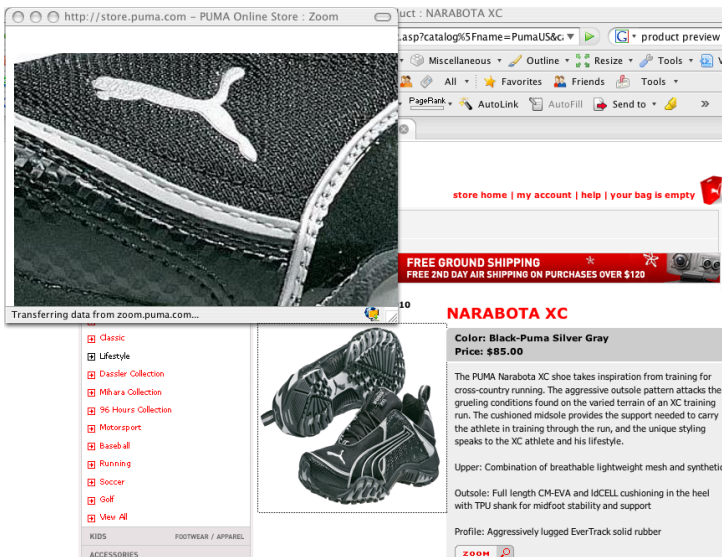 http://store.puma.com – PUMA Online Store : Zoom
uct : NARABOTA XC
.asp?catalog%5Fname=PumaUS&c
G product preview
Miscellaneous Outline Resize Tools
All Favorites Friends Tools
PageRank AutoLink AutoFill Send to »
store home | my account | help | your bag is empty
FREE GROUND SHIPPING
FREE 2ND DAY AIR SHIPPING ON PURCHASES OVER $120
Transferring data from zoom.puma.com...
10
NARABOTA XC
Classic
Lifestyle
Dassler Collection
Mihara Collection
96 Hours Collection
Motorsport
Baseball
Running
Soccer
Golf
View All
KIDS FOOTWEAR / APPAREL
ACCESSORIES
Color: Black-Puma Silver Gray
Price: $85.00
The PUMA Narabota XC shoe takes inspiration from training for
cross-country running. The aggressive outsole pattern attacks the
grueling conditions found on the varied terrain of an XC training
run. The cushioned midsole provides the support needed to carry
the athlete in training through the run, and the unique styling
speaks to the XC athlete and his lifestyle.
Upper: Combination of breathable lightweight mesh and synthetic
Outsole: Full length CM-EVA and IdCELL cushioning in the heel
with TPU shank for midfoot stability and support
Profile: Aggressively lugged EverTrack solid rubber
ZOOM